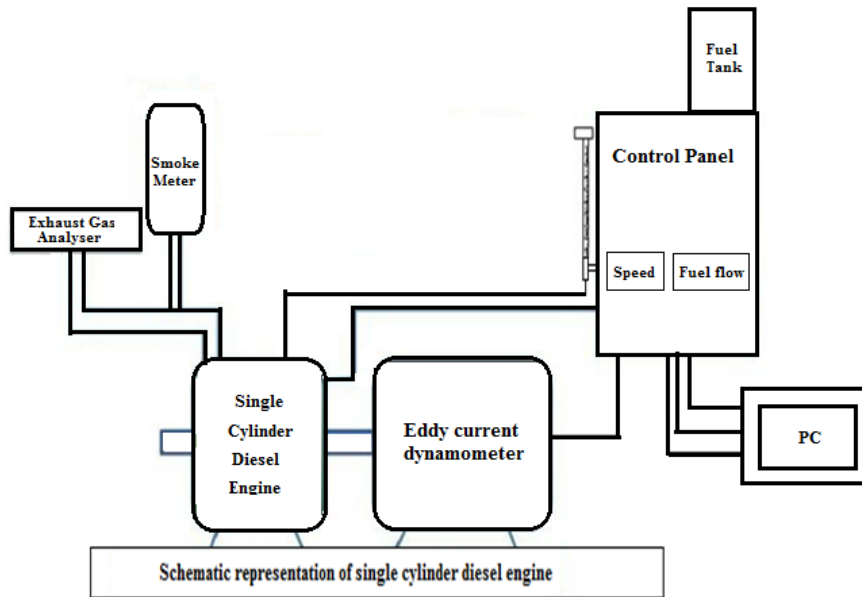 Fuel
Tank
Control Panel
Smoke
Meter
Exhaust Gas
Analyser
Speed
Fuel flow
Single
Cylinder
Diesel
Engine
Eddy current
dynamometer
PC
Schematic representation of single cylinder diesel engine